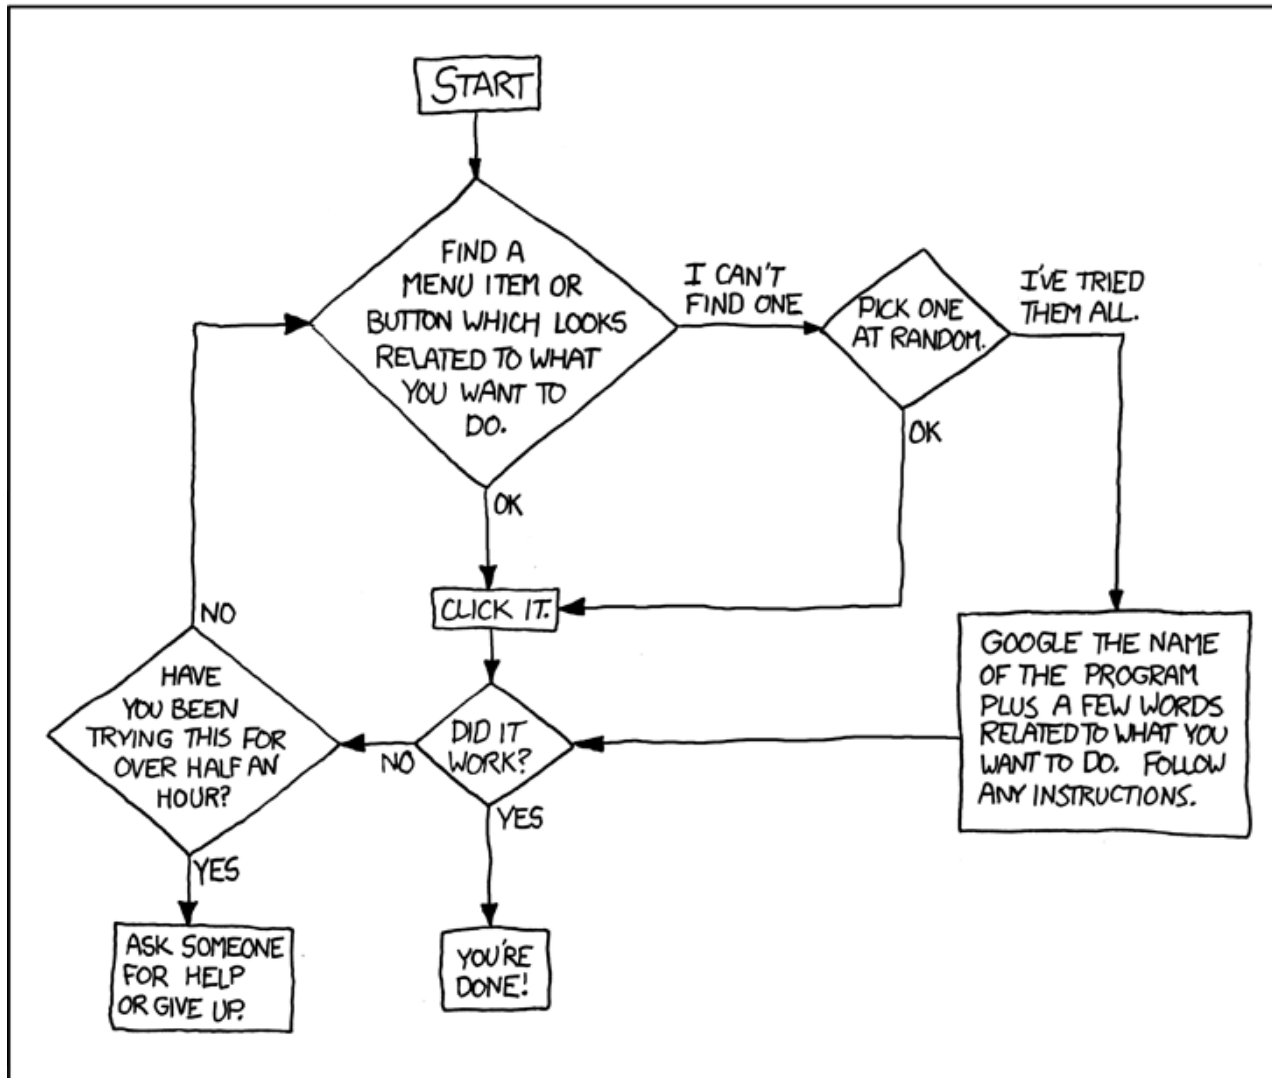 START
FIND A
MENU ITEM OR
BUTTON WHICH LOOKS
RELATED TO WHAT
YOU WANT TO
DO.
I CAN'T
FIND ONE
PICK ONE
AT RANDOM.
I'VE TRIED
THEM ALL.
OK
OK
CLICK IT.
NO
HAVE
YOU BEEN
TRYING THIS FOR
OVER HALF AN
HOUR?
NO
DID IT
WORK?
GOOGLE THE NAME
OF THE PROGRAM
PLUS A FEW WORDS
RELATED TO WHAT YOU
WANT TO DO. FOLLOW
ANY INSTRUCTIONS.
YES
YES
ASK SOMEONE
FOR HELP
OR GIVE UP.
YOU'RE
DONE!